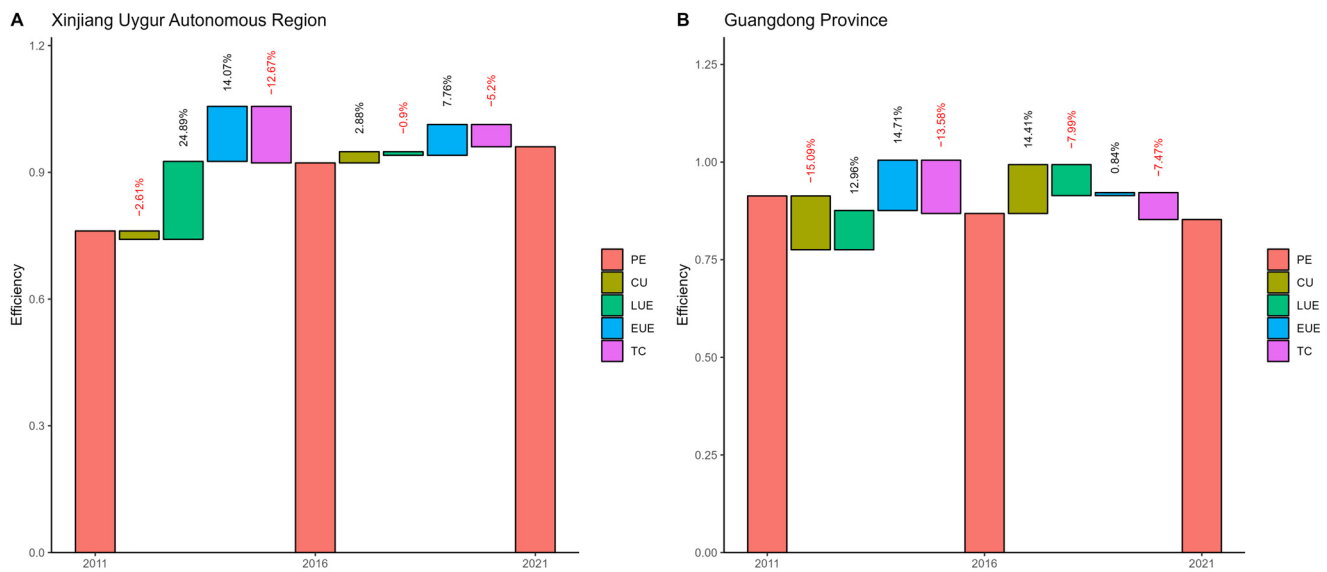 A Xinjiang Uygur Autonomous Region
Efficiency
1.2
0.9
0.6
0.3
0.0
−2.61%
24.89%
14.07%
−12.67%
2.88%
−0.9%
7.76%
−5.2%
2011
2016
2021
PE
CU
LUE
EUE
TC
B Guangdong Province
Efficiency
1.25
1.00
0.75
0.50
0.25
0.00
−15.09%
12.96%
14.71%
−13.58%
14.41%
−7.99%
0.84%
−7.47%
2011
2016
2021
PE
CU
LUE
EUE
TC